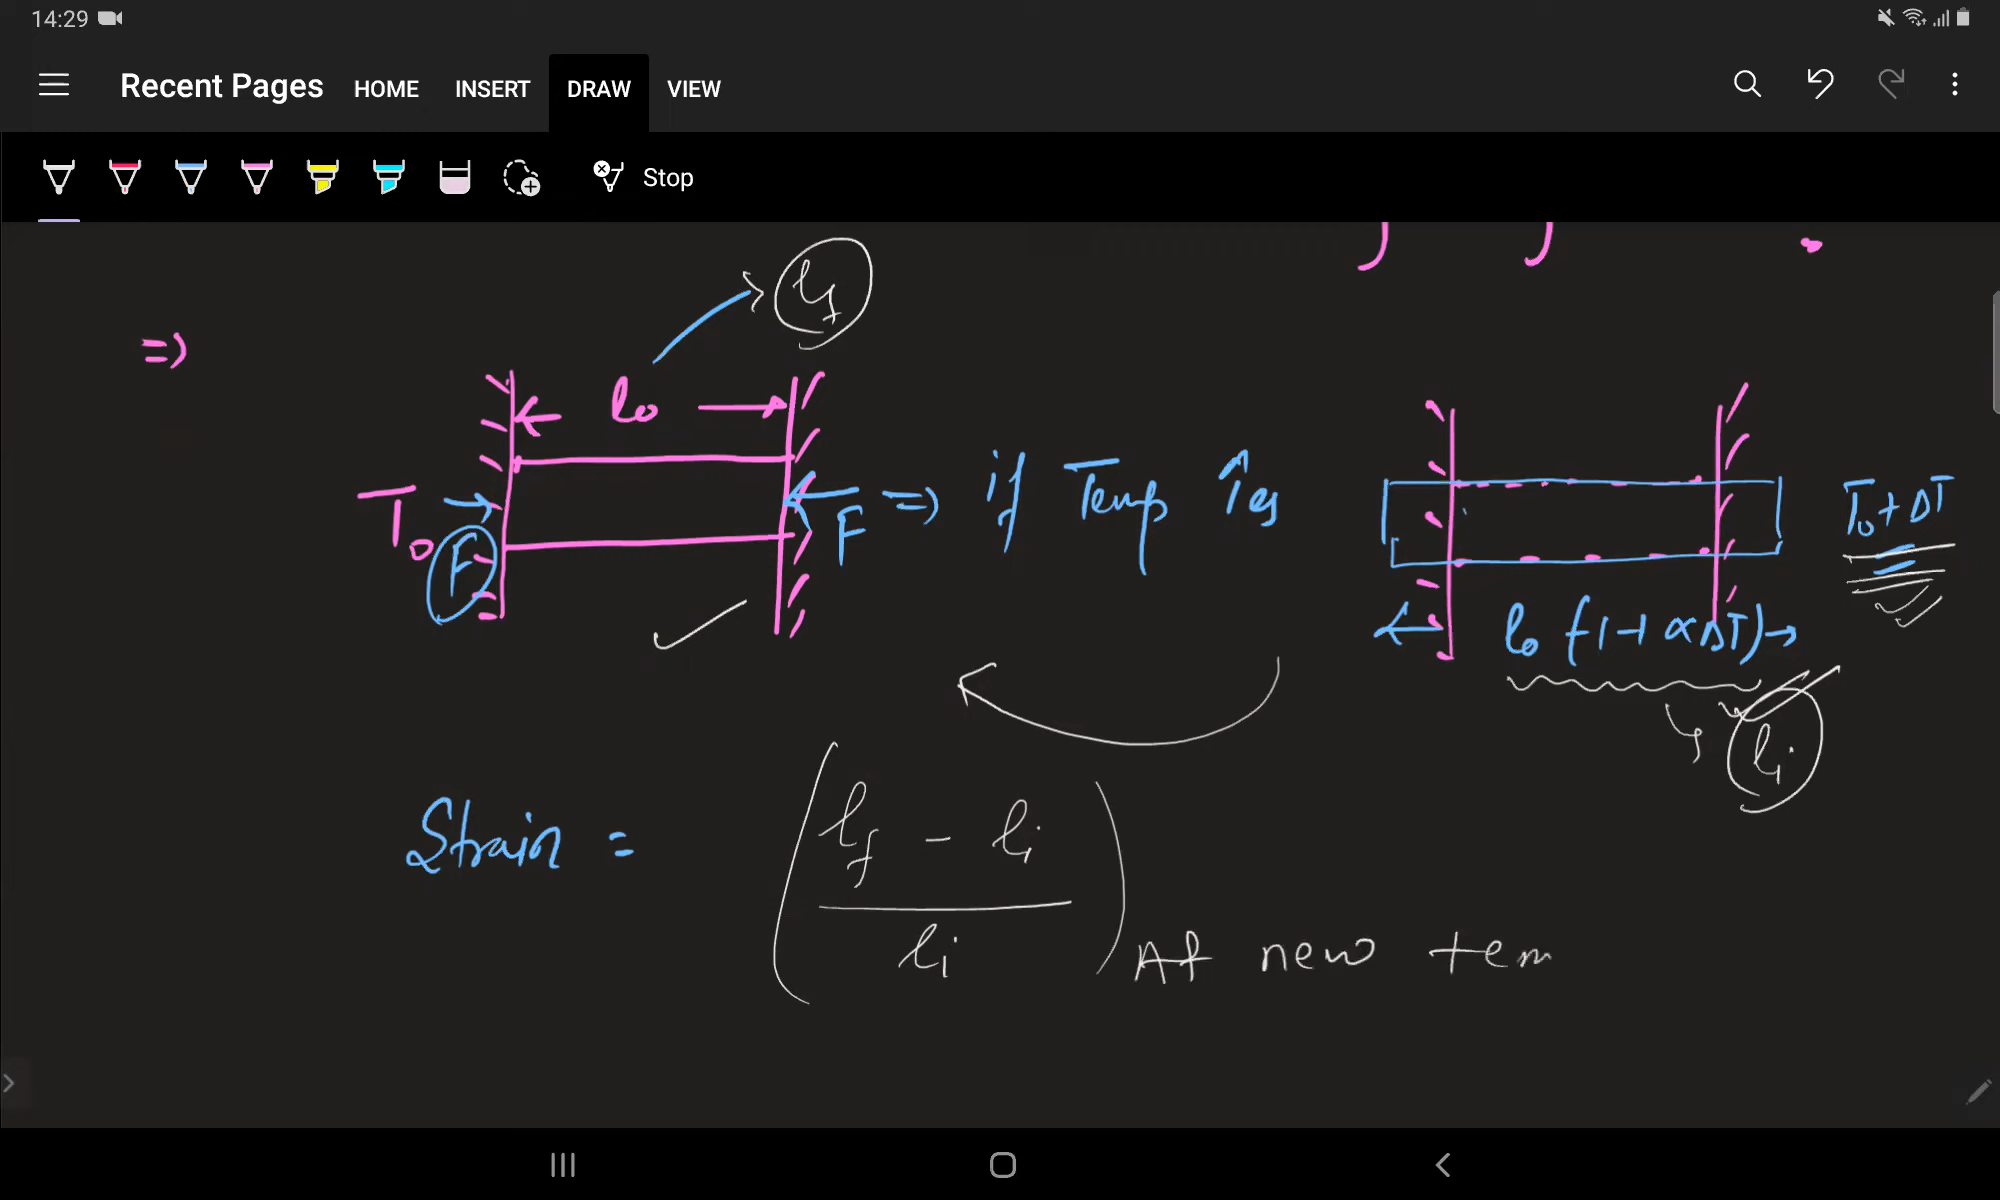 14:29
Recent Pages HOME INSERT DRAW VIEW
Stop
lf
=>
l₀
T₀ F F => if Temp ↑es T₀ + ΔT
l₀ (1 + αΔT)
li
Strain = (lf - li / li) At new tem